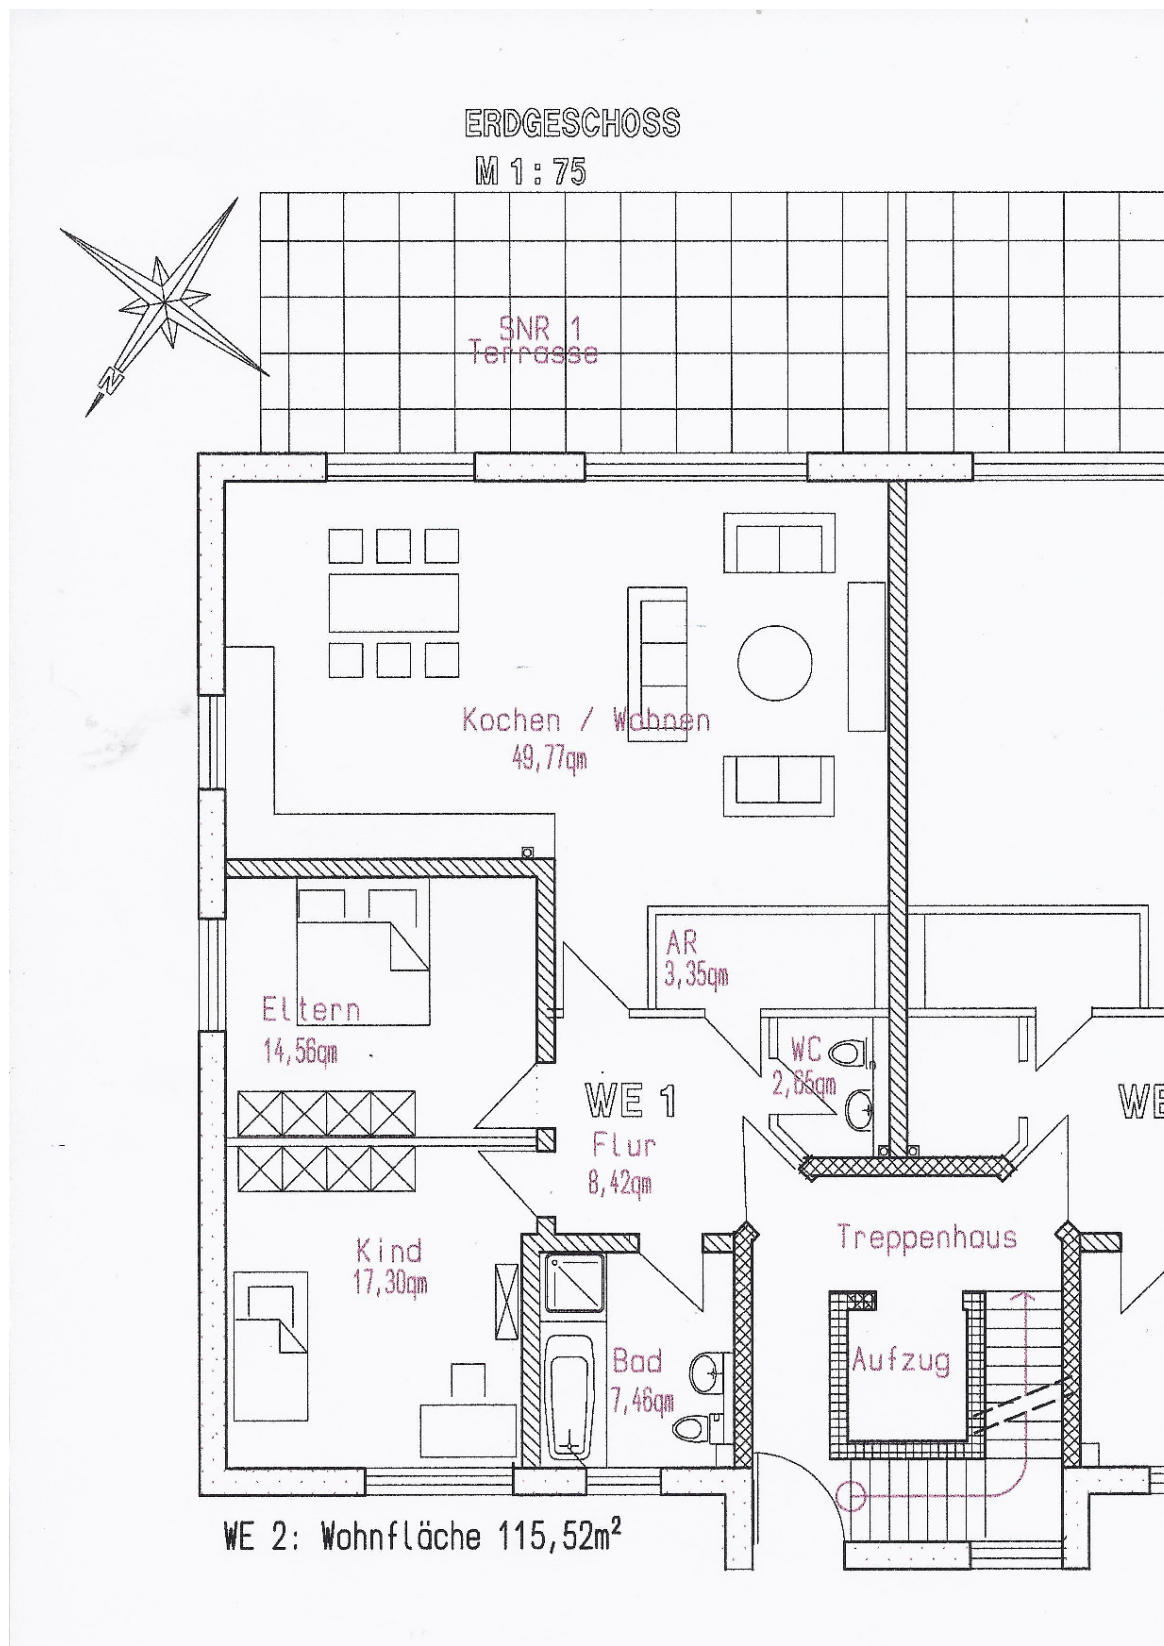 ERDGESCHOSS
M 1:75
N
SNR 1
Terrasse
Kochen / Wohnen
49,77qm
AR
3,35qm
Eltern
14,56qm
WC
2,65qm
WE 1
WE
Flur
8,42qm
Treppenhaus
Kind
17,30qm
Bad
7,46qm
Aufzug
WE 2: Wohnfläche 115,52m²